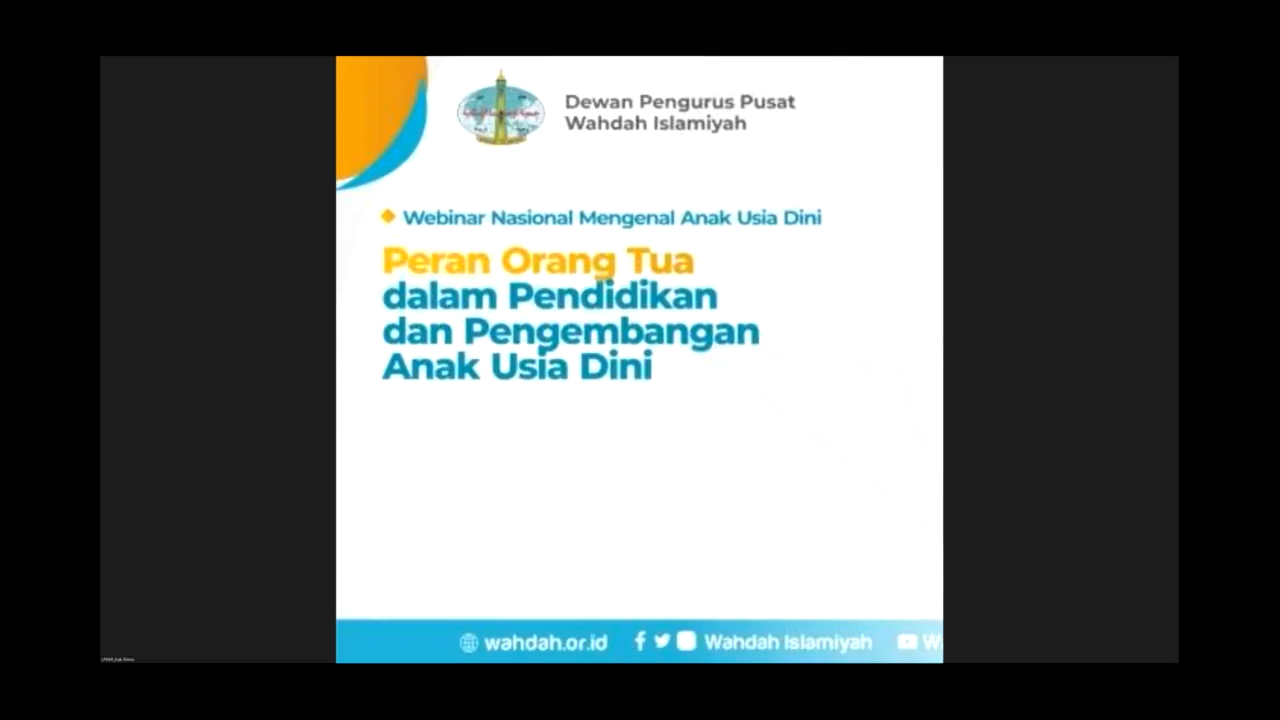 Dewan Pengurus Pusat
Wahdah Islamiyah
Webinar Nasional Mengenal Anak Usia Dini
Peran Orang Tua
dalam Pendidikan
dan Pengembangan
Anak Usia Dini
wahdah.or.id Wahdah Islamiyah W